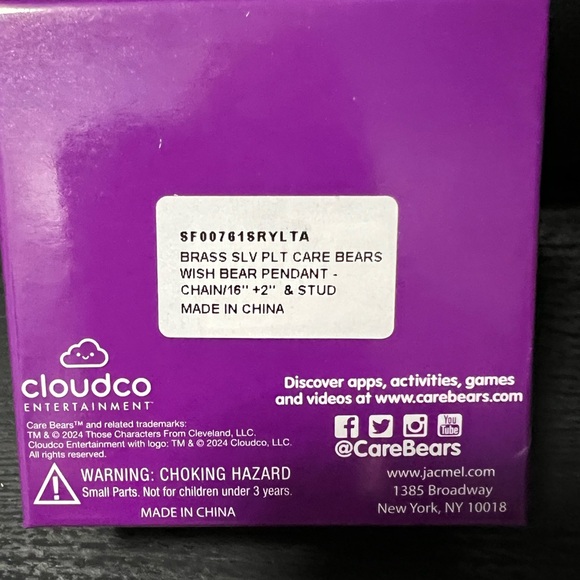 SF00761SRYLTA
BRASS SLV PLT CARE BEARS
WISH BEAR PENDANT -
CHAIN/16" +2" & STUD
MADE IN CHINA
cloudco
ENTERTAINMENT™
Care Bears™ and related trademarks:
TM & © 2024 Those Characters From Cleveland, LLC.
Cloudco Entertainment with logo: TM & © 2024 Cloudco, LLC.
All rights reserved.
WARNING: CHOKING HAZARD
Small Parts. Not for children under 3 years.
MADE IN CHINA
Discover apps, activities, games
and videos at www.carebears.com
You
Tube
@CareBears
www.jacmel.com
1385 Broadway
New York, NY 10018